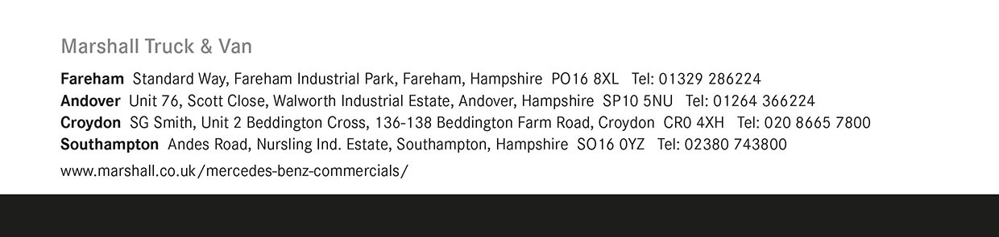 Marshall Truck & Van
Fareham Standard Way, Fareham Industrial Park, Fareham, Hampshire PO16 8XL Tel: 01329 286224
Andover Unit 76, Scott Close, Walworth Industrial Estate, Andover, Hampshire SP10 5NU Tel: 01264 366224
Croydon SG Smith, Unit 2 Beddington Cross, 136-138 Beddington Farm Road, Croydon CR0 4XH Tel: 020 8665 7800
Southampton Andes Road, Nursling Ind. Estate, Southampton, Hampshire SO16 0YZ Tel: 02380 743800
www.marshall.co.uk/mercedes-benz-commercials/